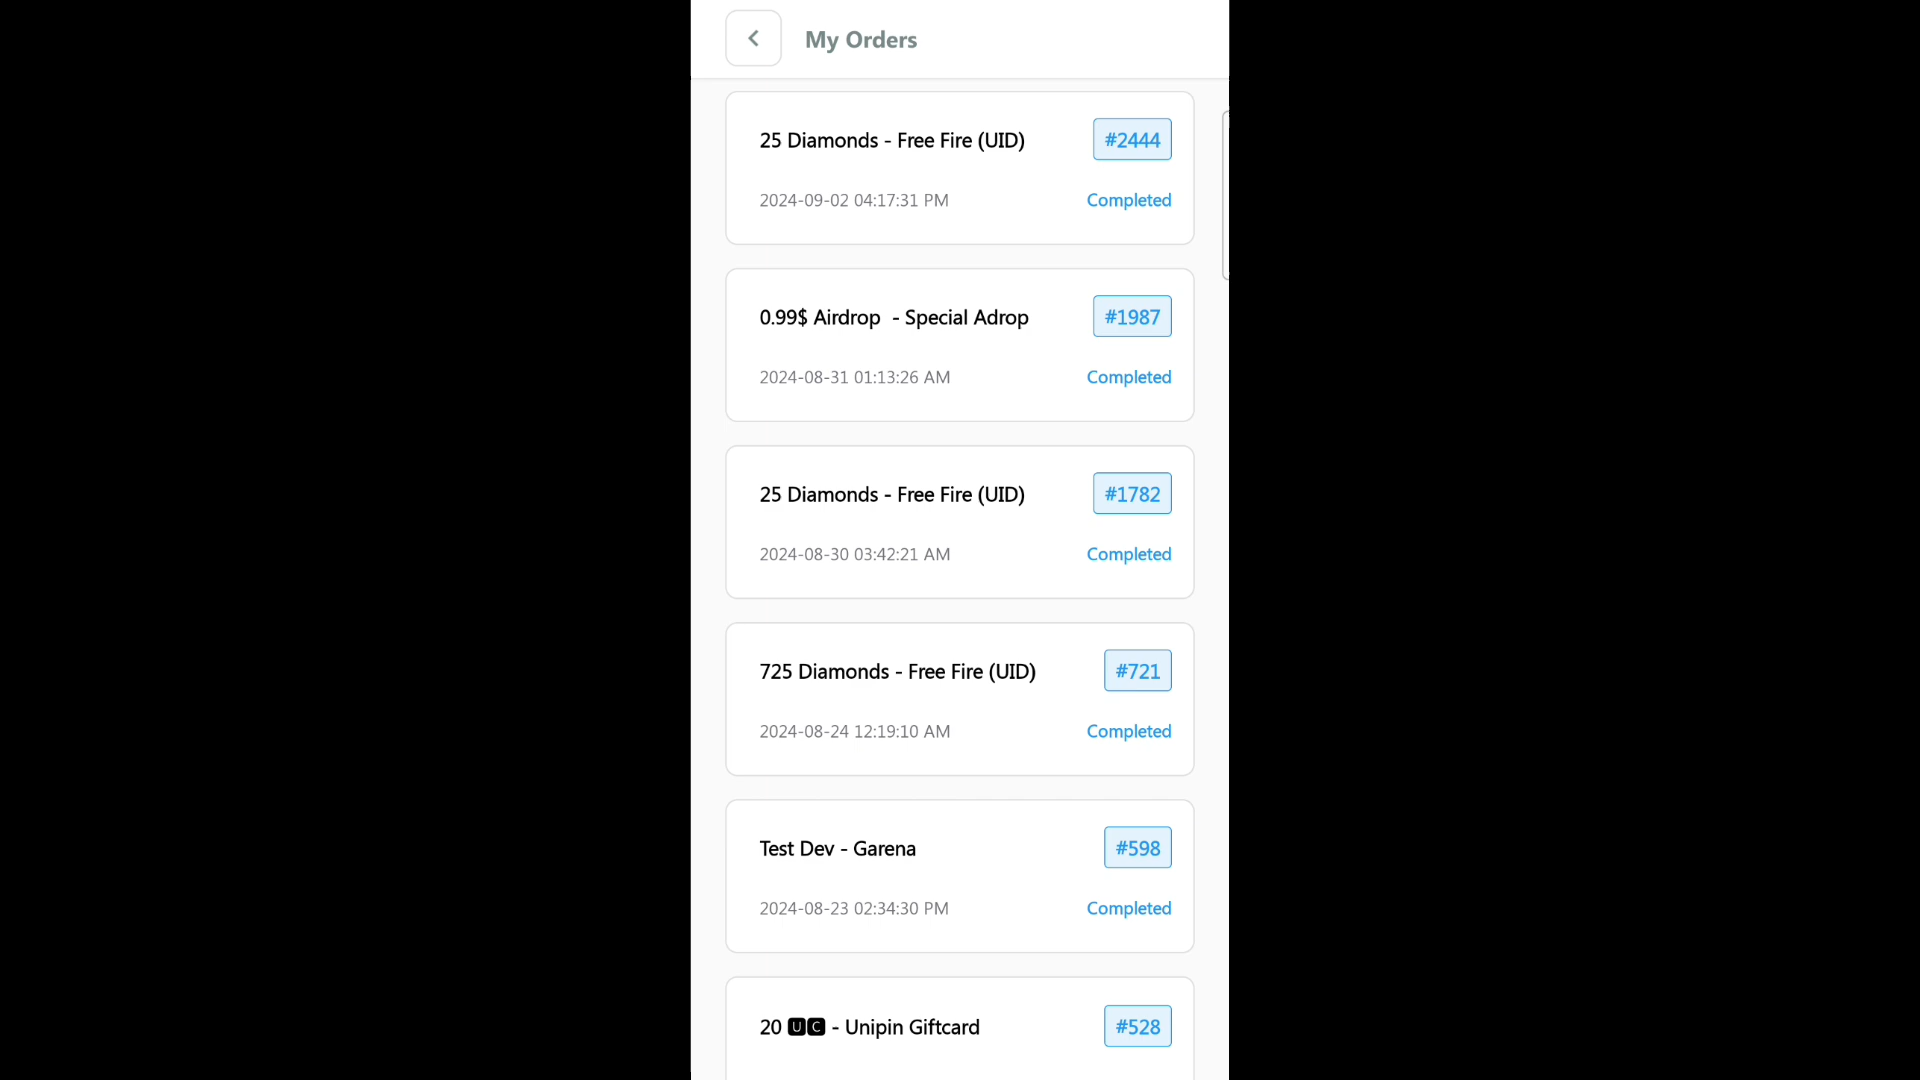 My Orders
25 Diamonds - Free Fire (UID) #2444
2024-09-02 04:17:31 PM Completed
0.99$ Airdrop - Special Adrop #1987
2024-08-31 01:13:26 AM Completed
25 Diamonds - Free Fire (UID) #1782
2024-08-30 03:42:21 AM Completed
725 Diamonds - Free Fire (UID) #721
2024-08-24 12:19:10 AM Completed
Test Dev - Garena #598
2024-08-23 02:34:30 PM Completed
20 🆄🅲 - Unipin Giftcard #528